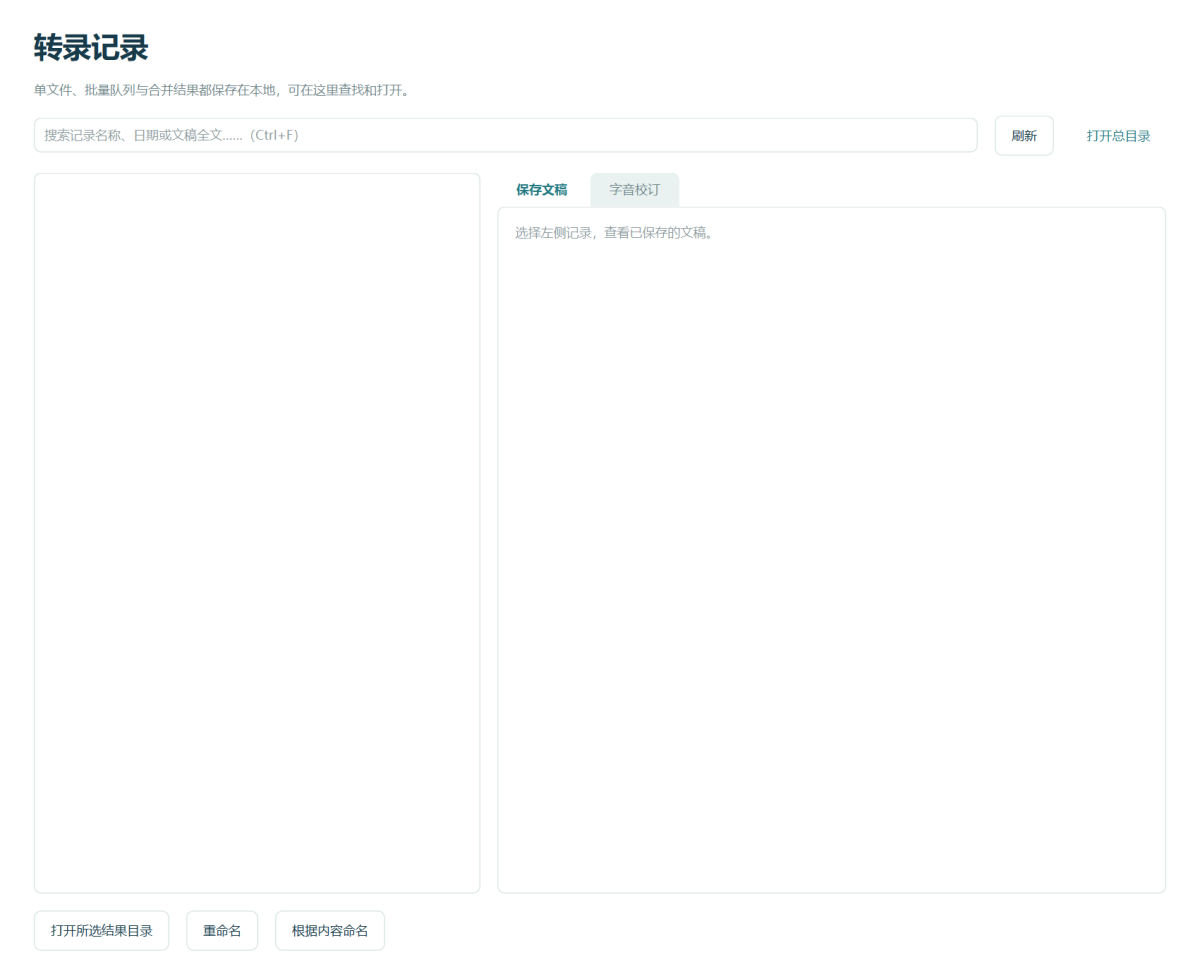 转录记录
单文件、批量队列与合并结果都保存在本地，可在这里查找和打开。
搜索记录名称、日期或文稿全文……（Ctrl+F）
刷新
打开总目录
保存文稿
字音校订
选择左侧记录，查看已保存的文稿。
打开所选结果目录
重命名
根据内容命名